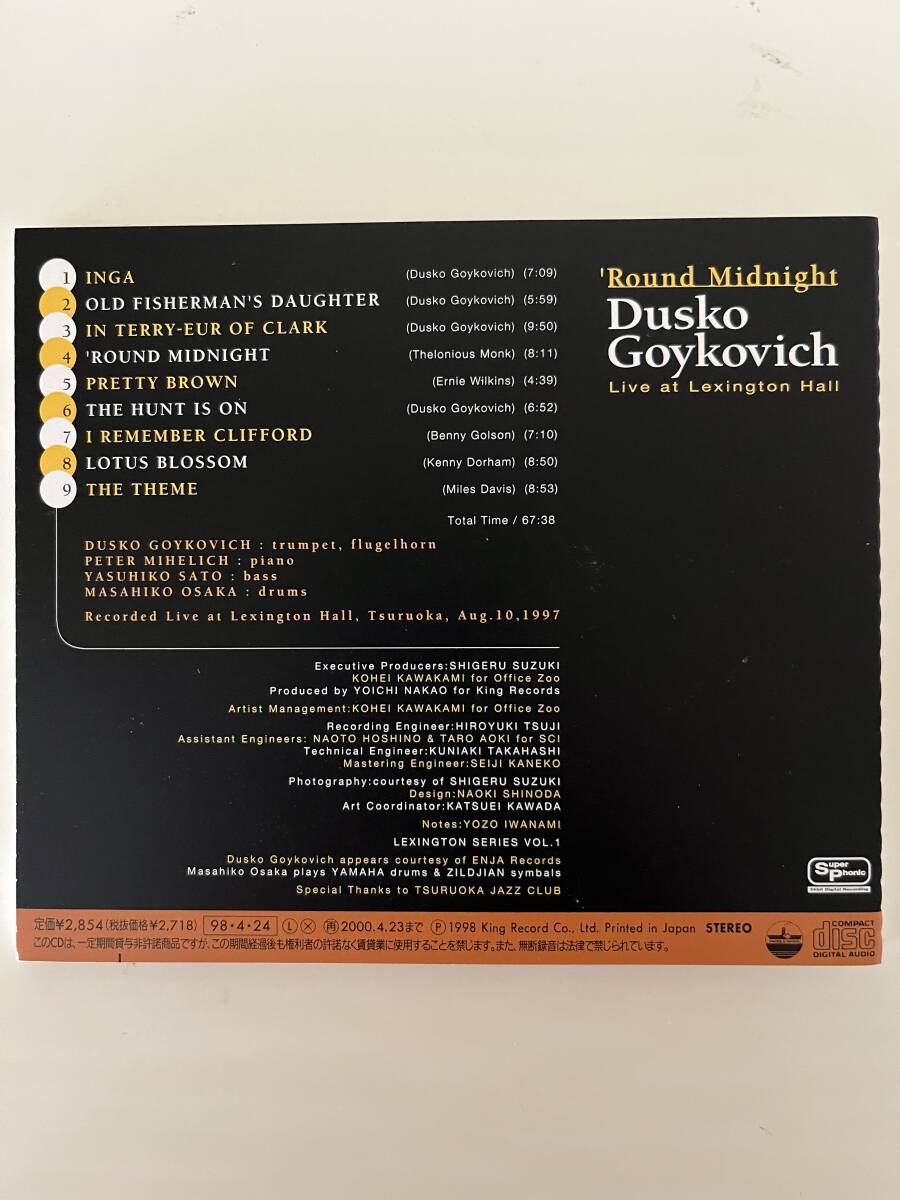 1 INGA (Dusko Goykovich) (7:09)
2 OLD FISHERMAN'S DAUGHTER (Dusko Goykovich) (5:59)
3 IN TERRY-EUR OF CLARK (Dusko Goykovich) (9:50)
4 'ROUND MIDNIGHT (Thelonious Monk) (8:11)
5 PRETTY BROWN (Ernie Wilkins) (4:39)
6 THE HUNT IS ON (Dusko Goykovich) (6:52)
7 I REMEMBER CLIFFORD (Benny Golson) (7:10)
8 LOTUS BLOSSOM (Kenny Dorham) (8:50)
9 THE THEME (Miles Davis) (8:53)
Total Time / 67:38
'Round Midnight
Dusko
Goykovich
Live at Lexington Hall
DUSKO GOYKOVICH : trumpet, flugelhorn
PETER MIHELICH : piano
YASUHIKO SATO : bass
MASAHIKO OSAKA : drums
Recorded Live at Lexington Hall, Tsuruoka, Aug.10,1997
Executive Producers:SHIGERU SUZUKI
KOHEI KAWAKAMI for Office Zoo
Produced by YOICHI NAKAO for King Records
Artist Management:KOHEI KAWAKAMI for Office Zoo
Recording Engineer:HIROYUKI TSUJI
Assistant Engineers: NAOTO HOSHINO & TARO AOKI for SCI
Technical Engineer:KUNIAKI TAKAHASHI
Mastering Engineer:SEIJI KANEKO
Photography:courtesy of SHIGERU SUZUKI
Design:NAOKI SHINODA
Art Coordinator:KATSUEI KAWADA
Notes:YOZO IWANAMI
LEXINGTON SERIES VOL.1
Dusko Goykovich appears courtesy of ENJA Records
Masahiko Osaka plays YAMAHA drums & ZILDJIAN symbals
Special Thanks to TSURUOKA JAZZ CLUB
Super Phonic
Digital Recording
定価¥2,854(税抜価格¥2,718) 98・4・24 Ⓛ Ⓧ 再 2000.4.23まで Ⓟ 1998 King Record Co., Ltd. Printed in Japan STEREO
このCDは、一定期間貸与非許諾商品ですが、この期間経過後も権利者の許諾なく賃貸業に使用することを禁じます。また、無断録音は法律で禁じられています。
COMPACT
disc
DIGITAL AUDIO